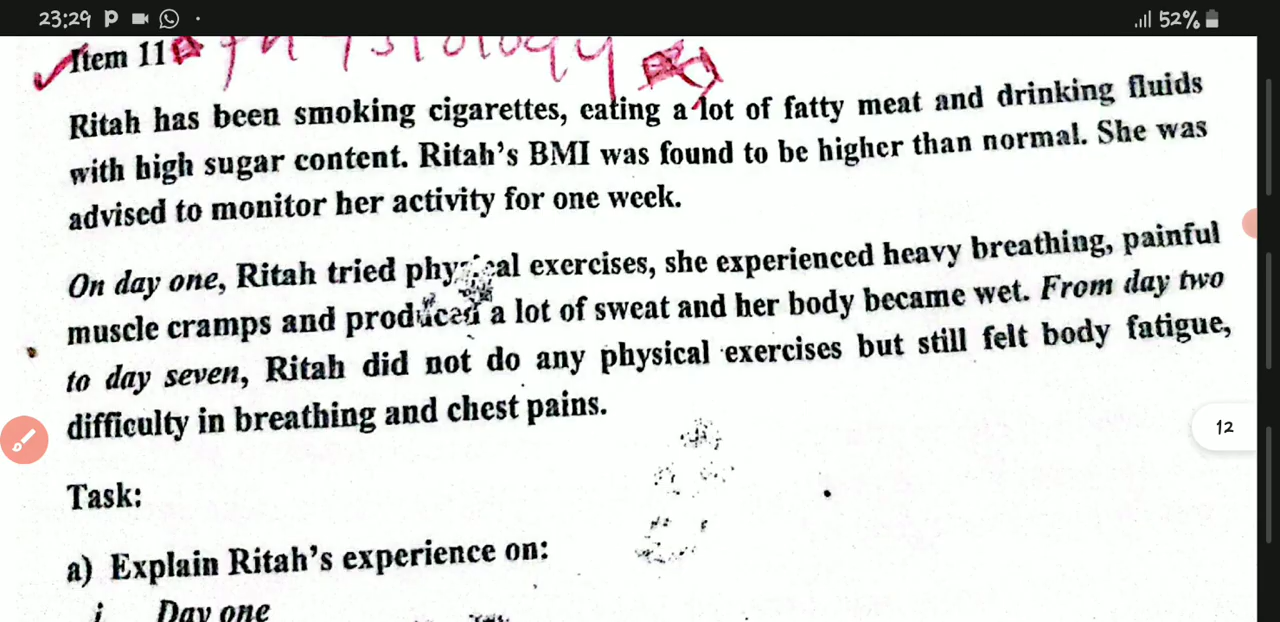 23:29
52%
Item 11
Ritah has been smoking cigarettes, eating a lot of fatty meat and drinking fluids
with high sugar content. Ritah's BMI was found to be higher than normal. She was
advised to monitor her activity for one week.
On day one, Ritah tried physical exercises, she experienced heavy breathing, painful
muscle cramps and produced a lot of sweat and her body became wet. From day two
to day seven, Ritah did not do any physical exercises but still felt body fatigue,
difficulty in breathing and chest pains.
12
Task:
a) Explain Ritah's experience on:
i Day one